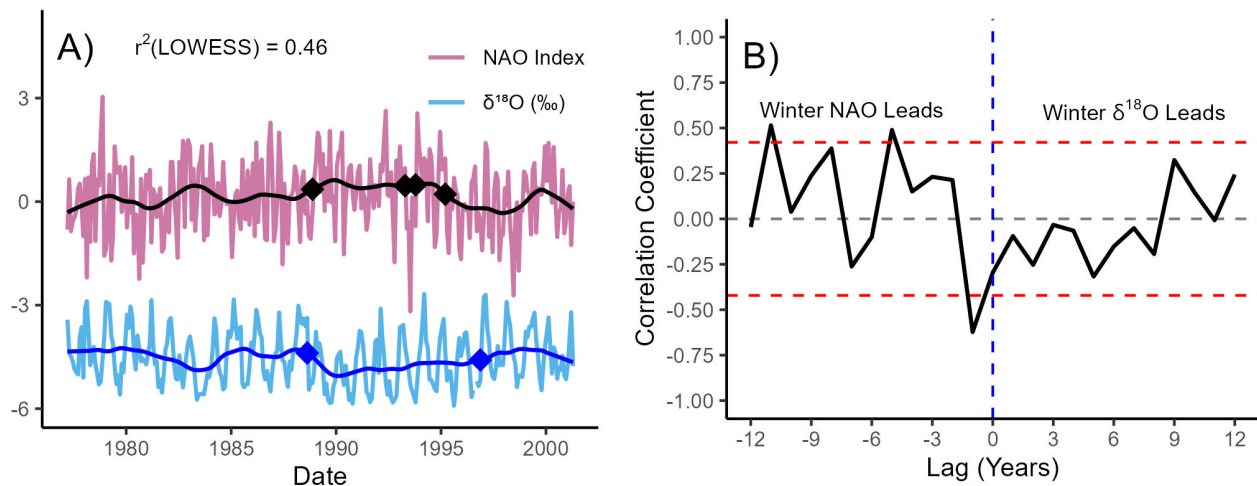 A)
r²(LOWESS) = 0.46
NAO Index
δ¹⁸O (‰)
3
0
-3
-6
1980 1985 1990 1995 2000
Date
B)
Winter NAO Leads
Winter δ¹⁸O Leads
Correlation Coefficient
1.00
0.75
0.50
0.25
0.00
-0.25
-0.50
-0.75
-1.00
-12 -9 -6 -3 0 3 6 9 12
Lag (Years)